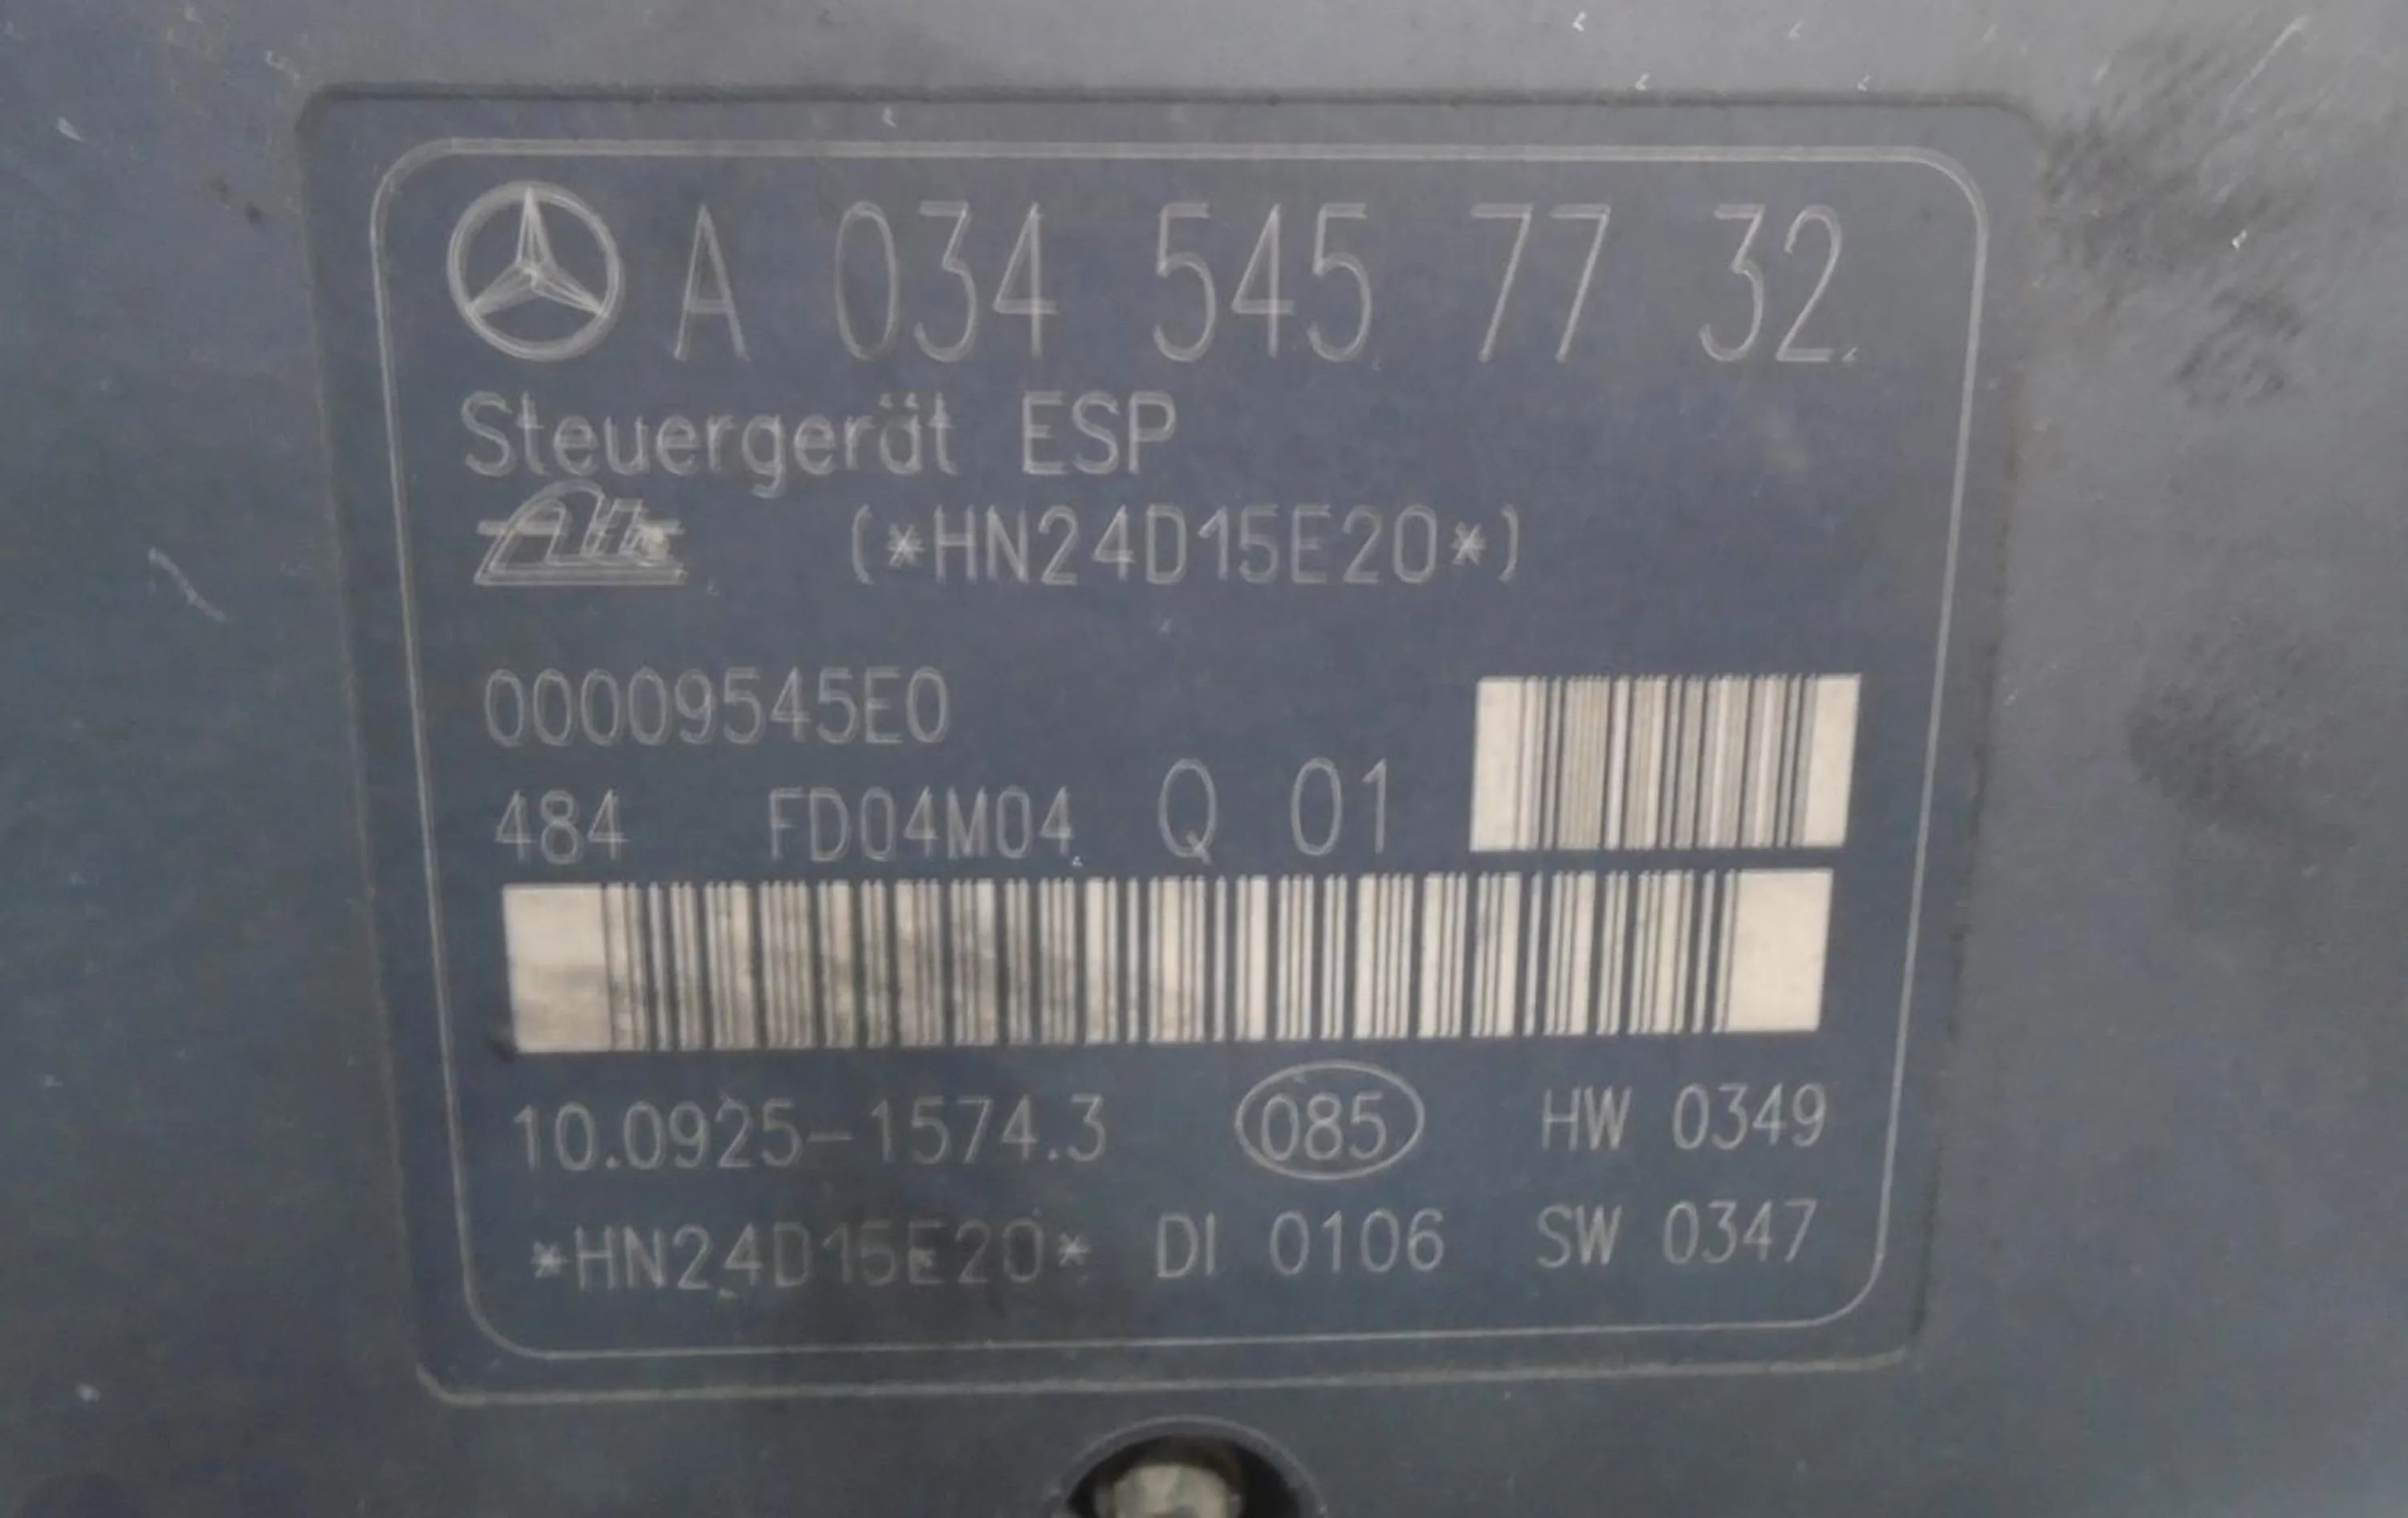 A 034 545 77 32
Steuergerät ESP
Ate (*HN24D15E20*)
00009545E0
484 FD04M04 Q 01
10.0925-1574.3 085 HW 0349
*HN24D15E20* DI 0106 SW 0347